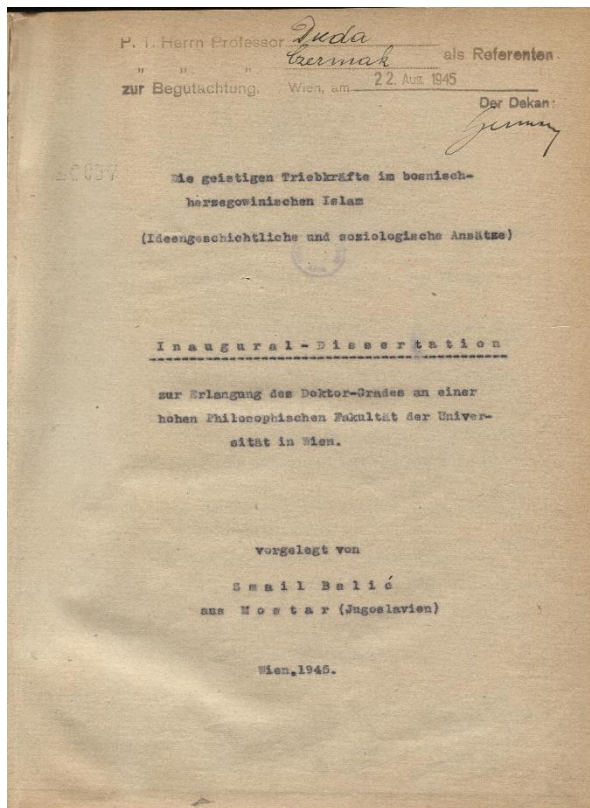 P. T. Herrn Professor Duda
" " " Czermak als Referenten
zur Begutachtung. Wien, am 22. Aug. 1945
Der Dekan:
Die geistigen Triebkräfte im bosnisch-
herzegowinischen Islam
(Ideengeschichtliche und soziologische Ansätze)
Inaugural-Dissertation
zur Erlangung des Doktor-Grades an einer
hohen Philosophischen Fakultät der Univer-
sität in Wien.
vorgelegt von
Smail Balić
aus Mostar (Jugoslavien)
Wien,1945.